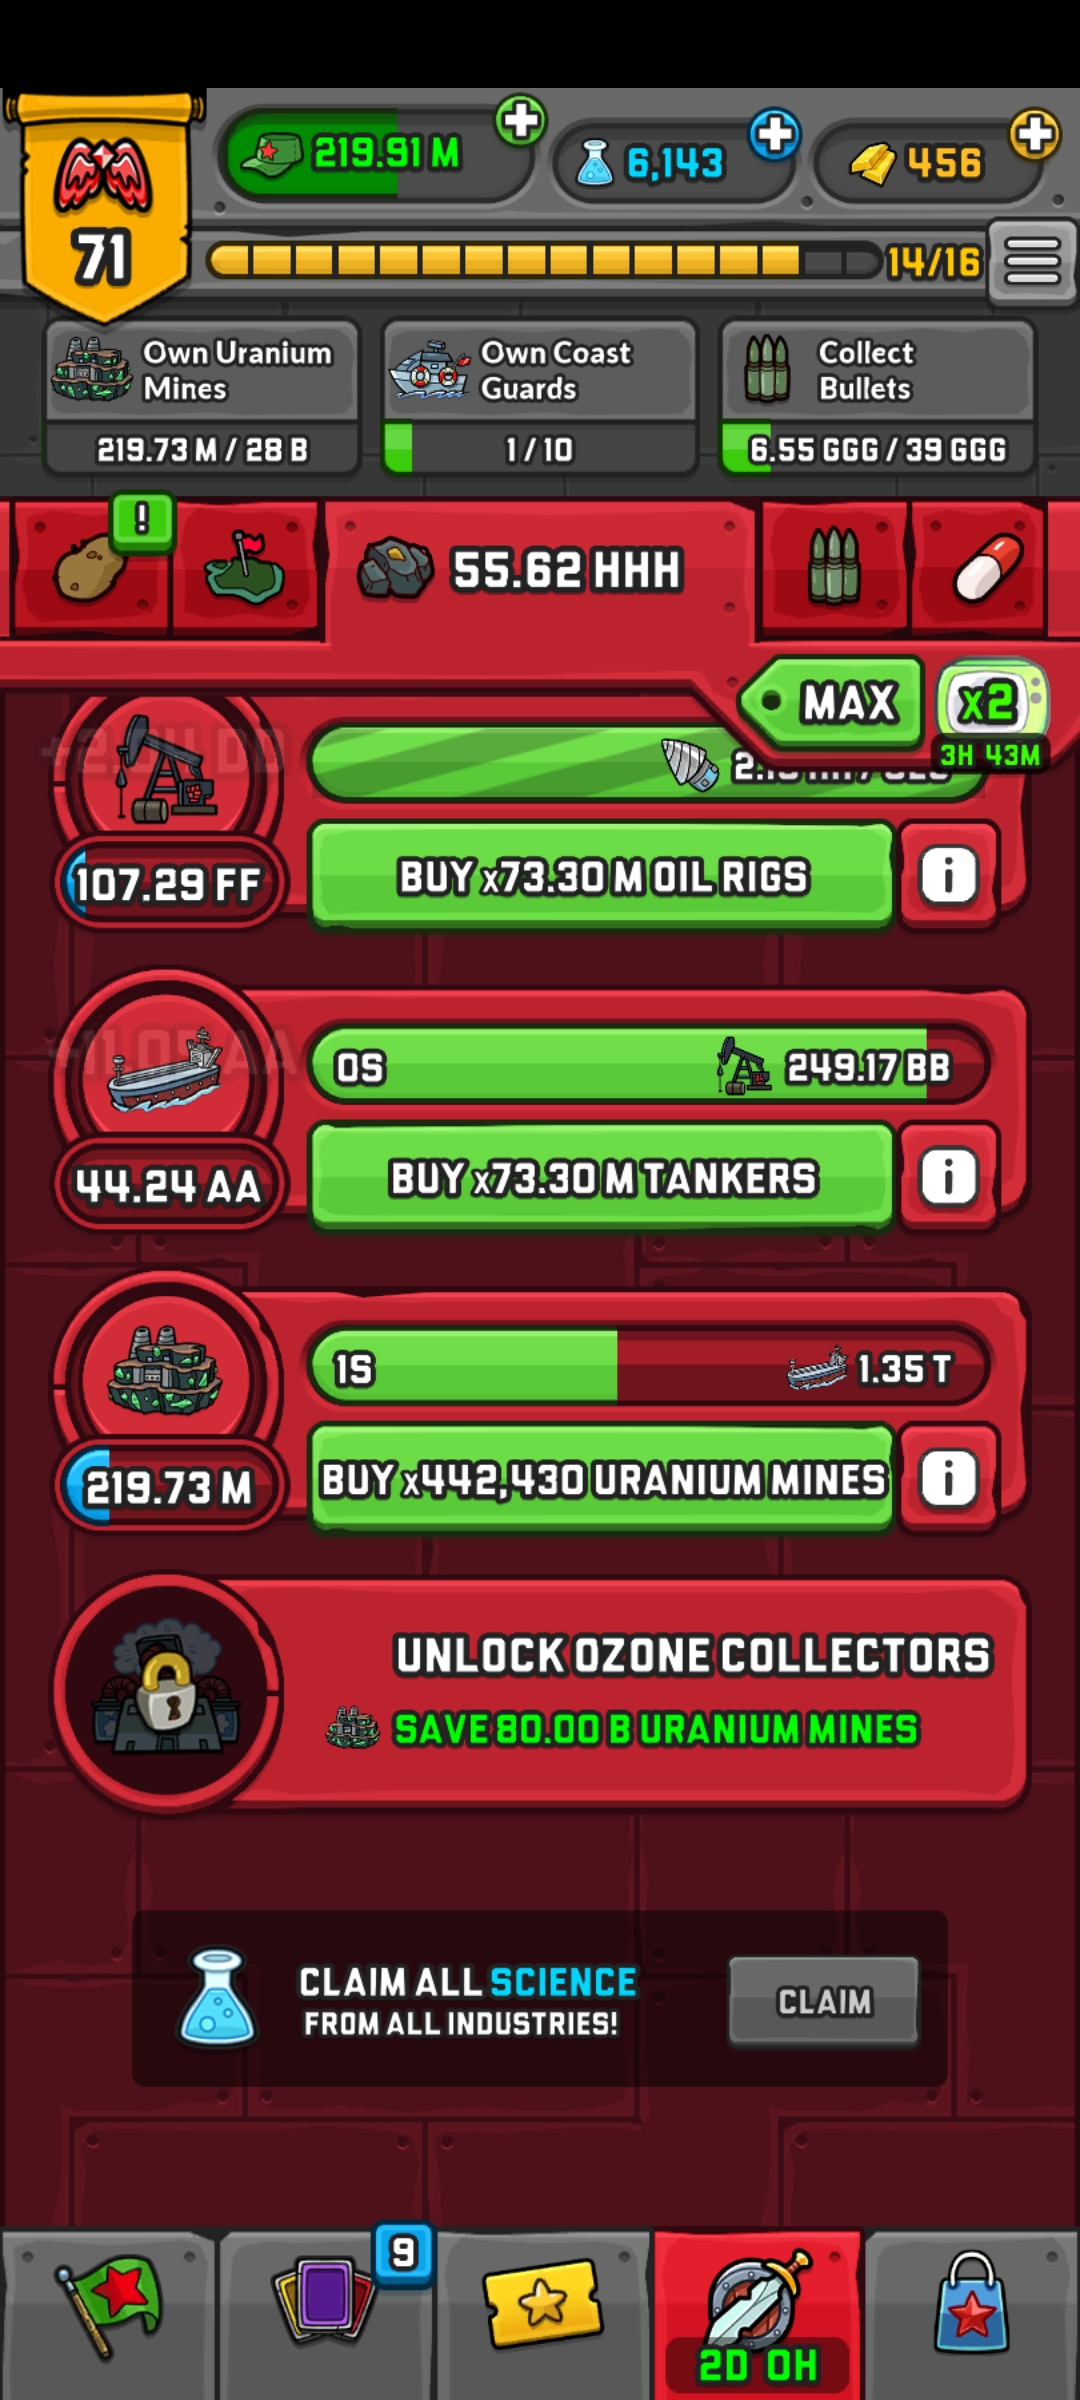 219.91 M
6,143
456
71
14/16
Own Uranium
Mines
Own Coast
Guards
Collect
Bullets
219.73 M / 28 B
1 / 10
6.55 GGG / 39 GGG
!
55.62 HHH
MAX
x2
3H 43M
107.29 FF
BUY x73.30 M OIL RIGS
i
+11.05 AA
0S
249.17 BB
44.24 AA
BUY x73.30 M TANKERS
i
1S
1.35 T
219.73 M
BUY x442,430 URANIUM MINES
i
UNLOCK OZONE COLLECTORS
SAVE 80.00 B URANIUM MINES
CLAIM ALL SCIENCE
FROM ALL INDUSTRIES!
CLAIM
9
2D 0H